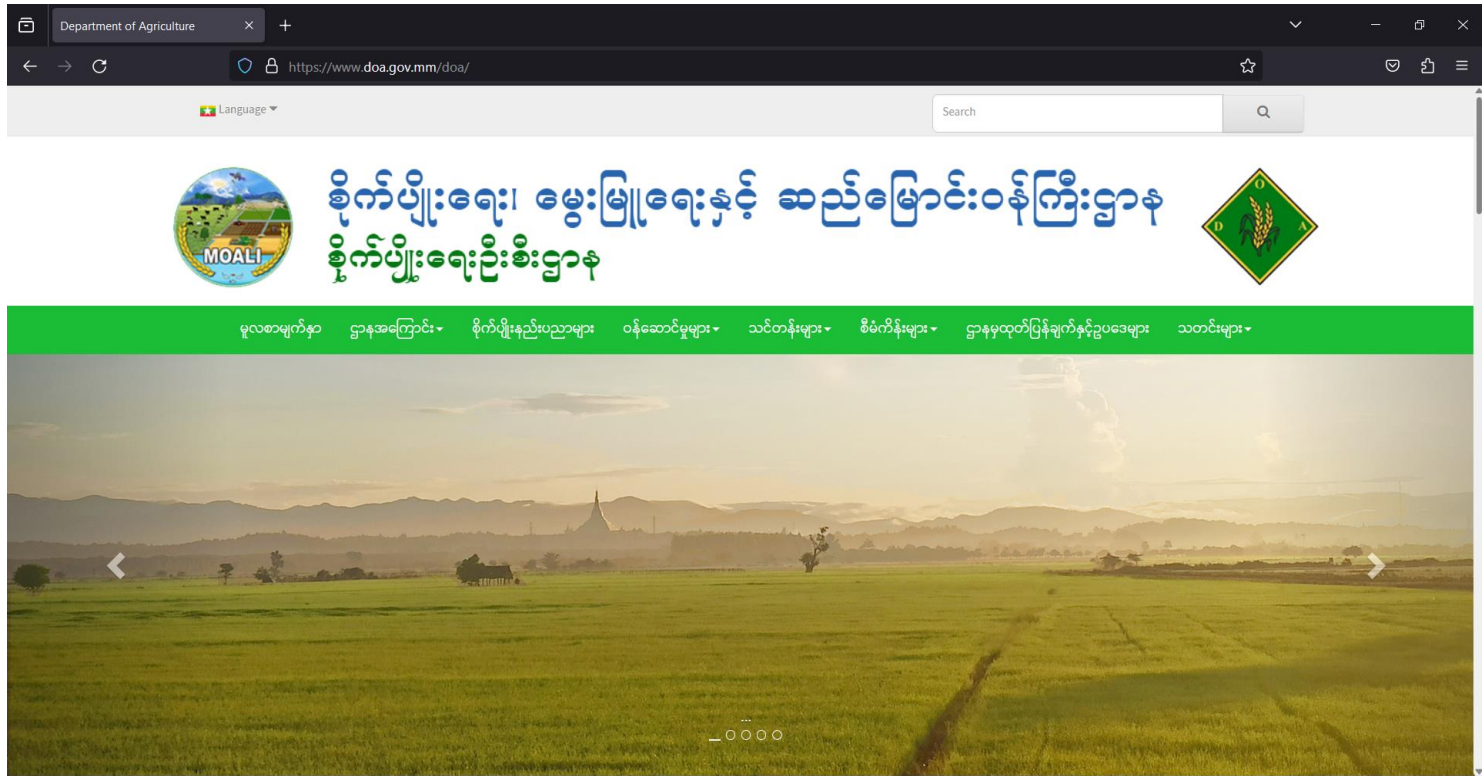 Department of Agriculture
https://www.doa.gov.mm/doa/
Language
Search
စိုက်ပျိုးရေး၊ မွေးမြူရေးနှင့် ဆည်မြောင်းဝန်ကြီးဌာန
စိုက်ပျိုးရေးဦးစီးဌာန
MOALI
D O A
မူလစာမျက်နှာ ဌာနအကြောင်း စိုက်ပျိုးနည်းပညာများ ဝန်ဆောင်မှုများ သင်တန်းများ စီမံကိန်းများ ဌာနမှထုတ်ပြန်ချက်နှင့်ဥပဒေများ သတင်းများ
...